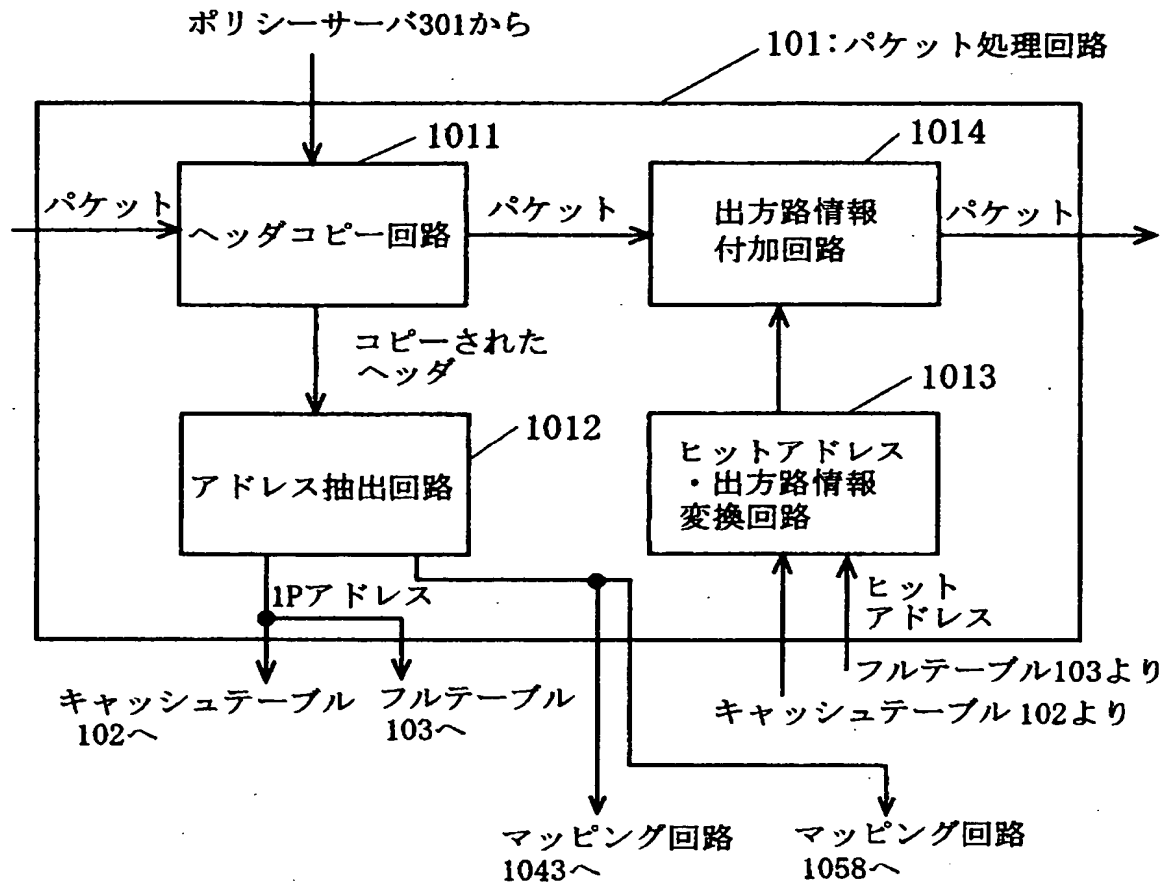 ポリシーサーバ301から
101:パケット処理回路
1011
1014
パケット
ヘッダコピー回路
パケット
出方路情報
付加回路
パケット
コピーされた
ヘッダ
1012
1013
アドレス抽出回路
ヒットアドレス
・出方路情報
変換回路
IPアドレス
ヒット
アドレス
キャッシュテーブル
102へ
フルテーブル
103へ
フルテーブル103より
キャッシュテーブル102より
マッピング回路
1043へ
マッピング回路
1058へ